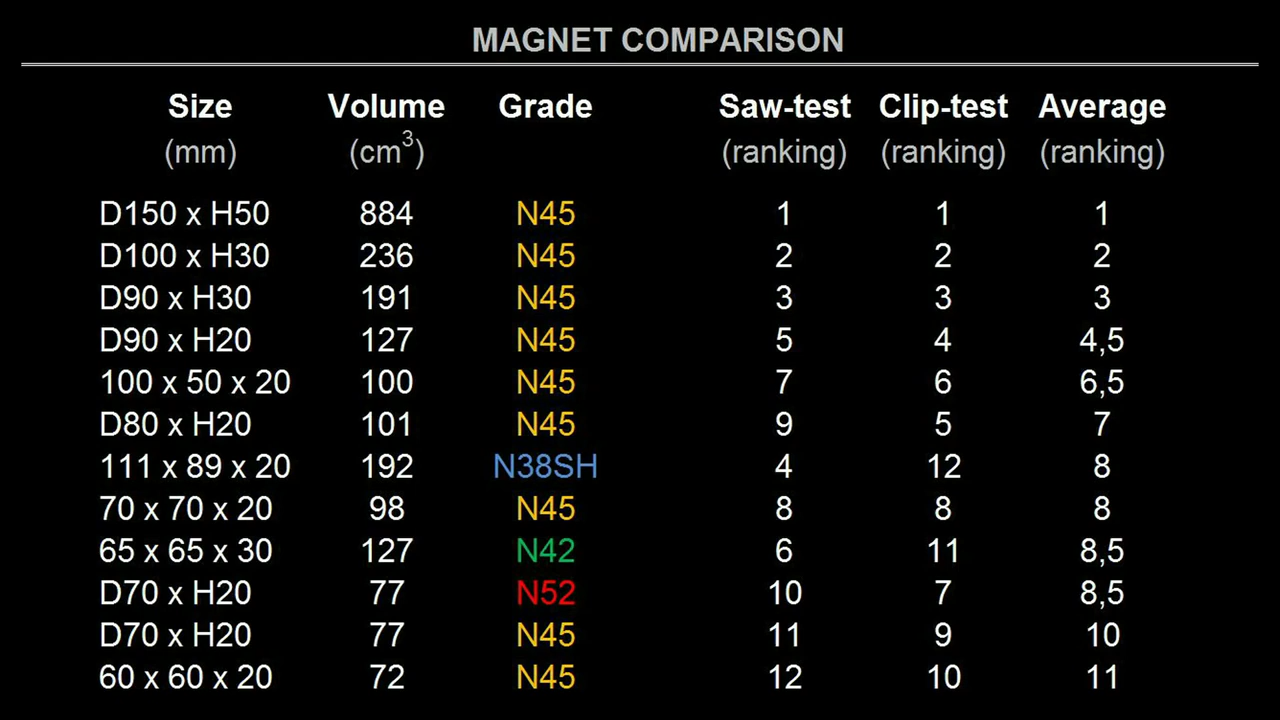 MAGNET COMPARISON
Size Volume Grade Saw-test Clip-test Average
(mm) (cm³) (ranking) (ranking) (ranking)
D150 x H50 884 N45 1 1 1
D100 x H30 236 N45 2 2 2
D90 x H30 191 N45 3 3 3
D90 x H20 127 N45 5 4 4,5
100 x 50 x 20 100 N45 7 6 6,5
D80 x H20 101 N45 9 5 7
111 x 89 x 20 192 N38SH 4 12 8
70 x 70 x 20 98 N45 8 8 8
65 x 65 x 30 127 N42 6 11 8,5
D70 x H20 77 N52 10 7 8,5
D70 x H20 77 N45 11 9 10
60 x 60 x 20 72 N45 12 10 11